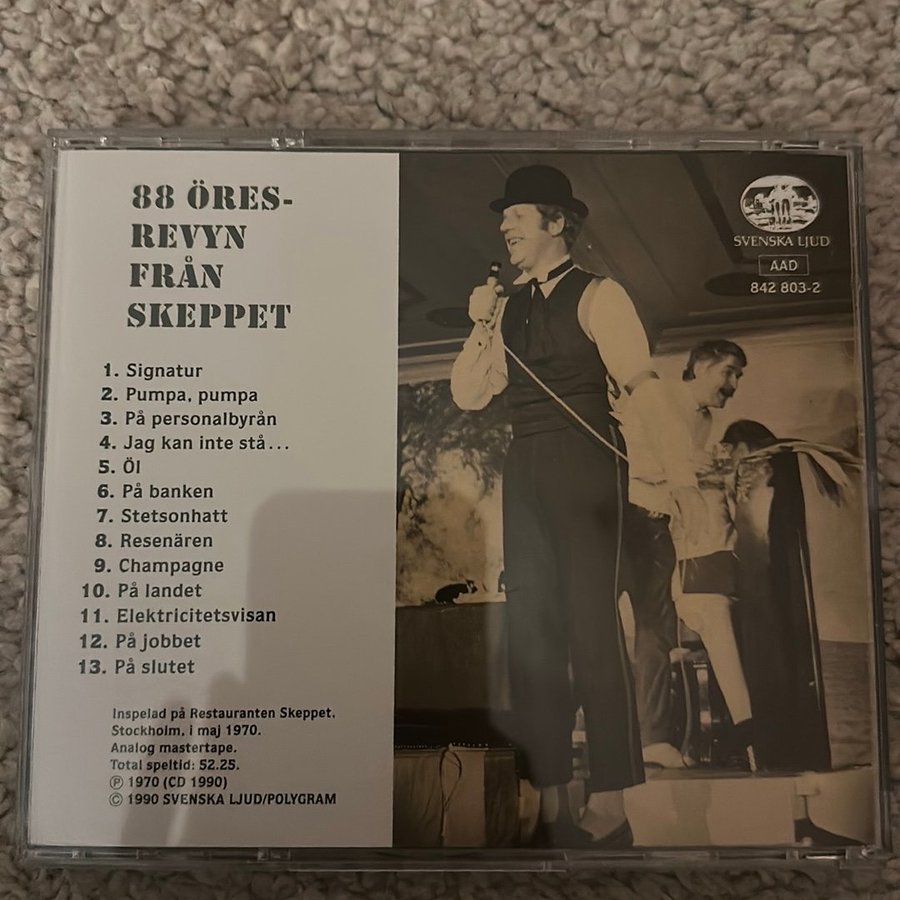 88 ÖRES-
REVYN
FRÅN
SKEPPET
1. Signatur
2. Pumpa, pumpa
3. På personalbyrån
4. Jag kan inte stå...
5. Öl
6. På banken
7. Stetsonhatt
8. Resenären
9. Champagne
10. På landet
11. Elektricitetsvisan
12. På jobbet
13. På slutet
Inspelad på Restauranten Skeppet.
Stockholm, i maj 1970.
Analog mastertape.
Total speltid: 52.25.
Ⓟ 1970 (CD 1990)
© 1990 SVENSKA LJUD/POLYGRAM
SVENSKA LJUD
AAD
842 803-2